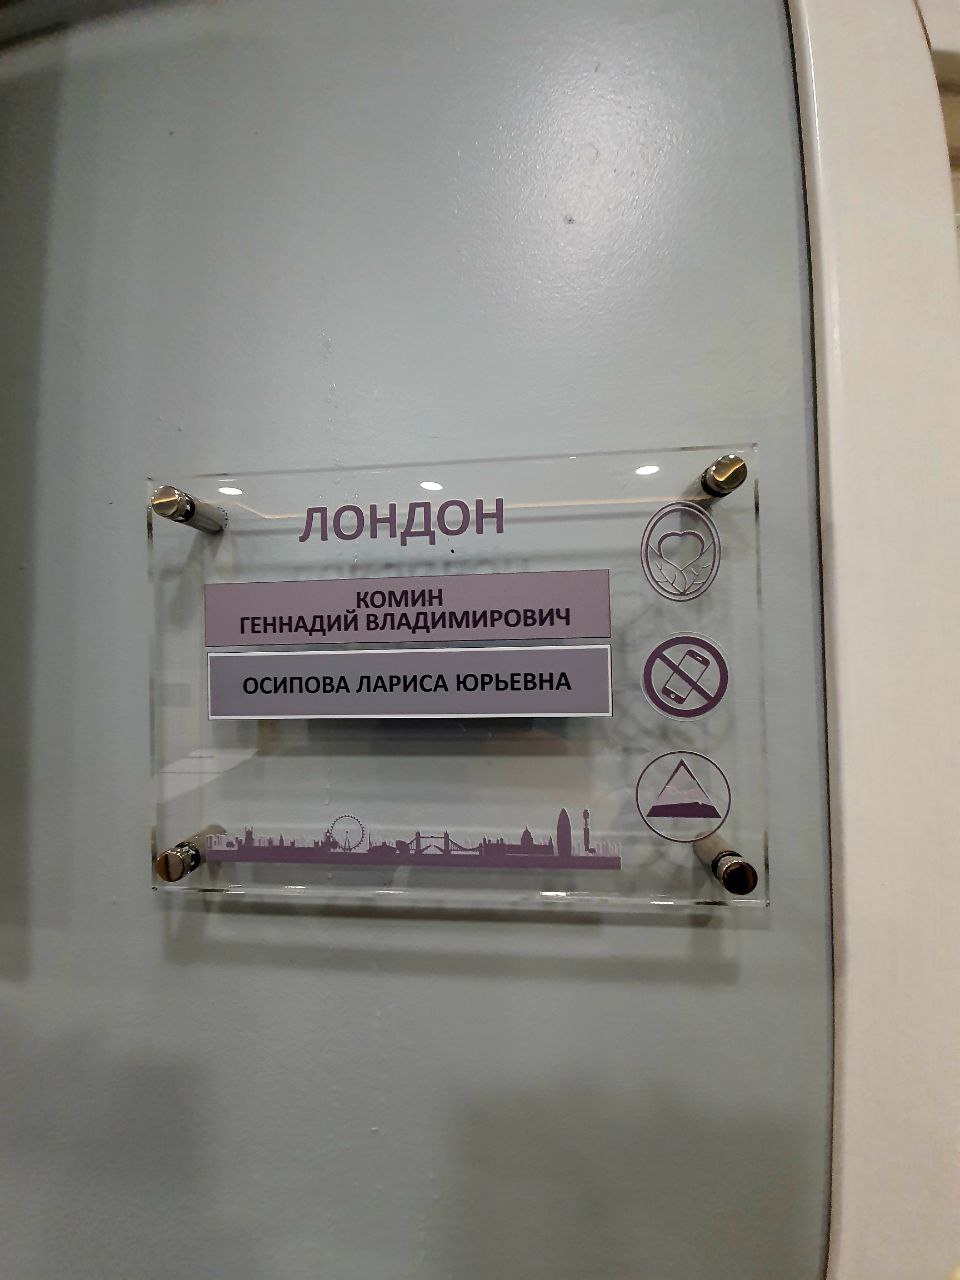 ЛОНДОН
КОМИН
ГЕННАДИЙ ВЛАДИМИРОВИЧ
ОСИПОВА ЛАРИСА ЮРЬЕВНА